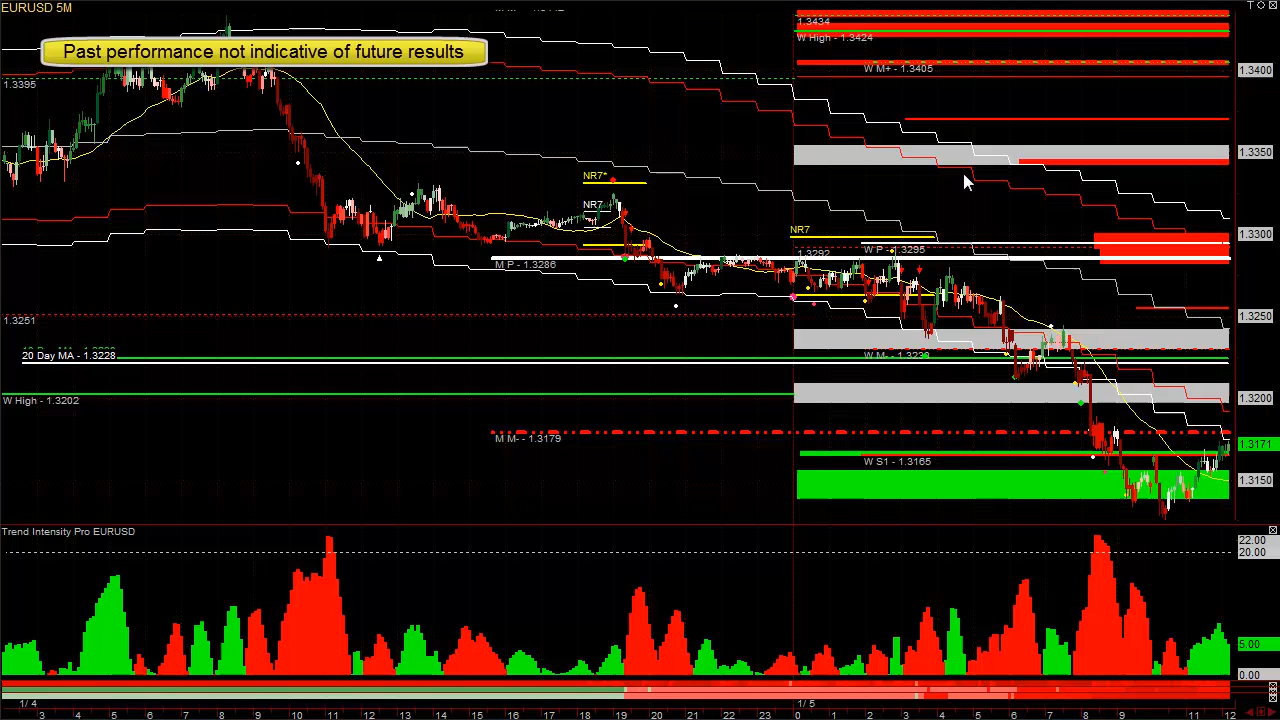 EURUSD 5M
Past performance not indicative of future results
1.3434
W High - 1.3424
W M+ - 1.3405
1.3400
1.3395
1.3350
NR7*
NR7
NR7
1.3300
1.3292
W P - 1.3295
M P - 1.3286
1.3251
1.3250
20 Day MA - 1.3228
W High - 1.3202
1.3200
M M- - 1.3179
1.3171
W S1 - 1.3165
1.3150
Trend Intensity Pro EURUSD
22.00
20.00
5.00
0.00
3 4 5 6 7 8 9 10 11 12 13 14 15 16 17 18 19 20 21 22 23 0 1 2 3 4 5 6 7 8 9 11 12
1/ 4 1/ 5